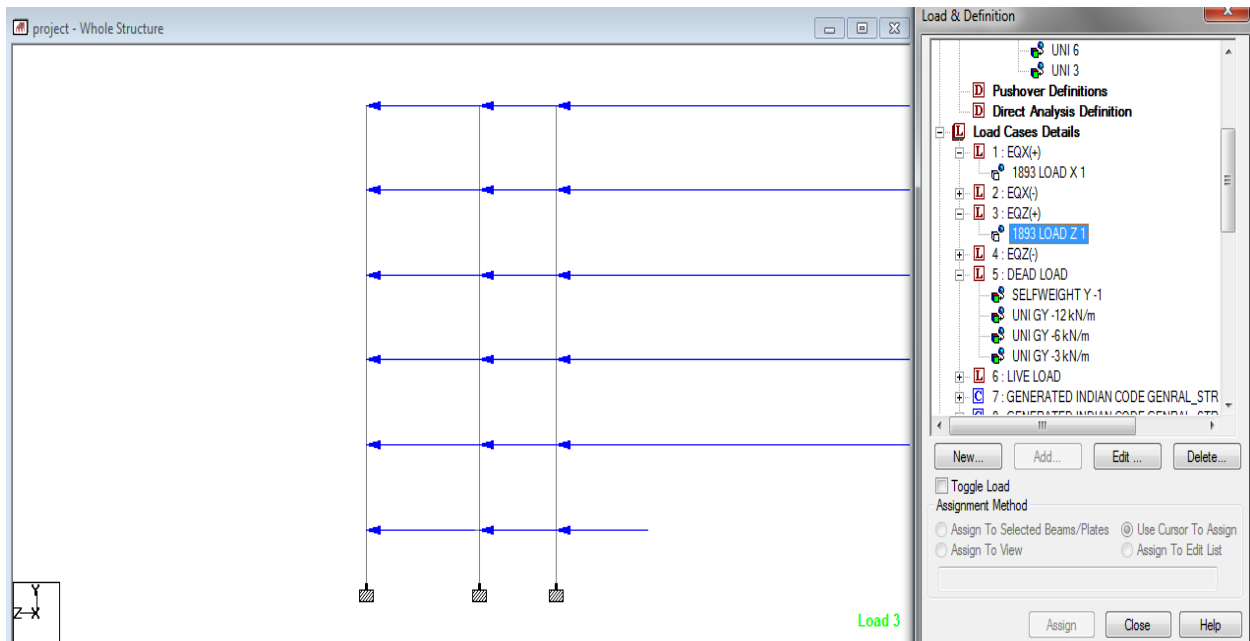 project - Whole Structure
Load 3
Y
Z X
Load & Definition
UNI 6
UNI 3
D Pushover Definitions
D Direct Analysis Definition
L Load Cases Details
L 1 : EQX(+)
1893 LOAD X 1
L 2 : EQX(-)
L 3 : EQZ(+)
1893 LOAD Z 1
L 4 : EQZ(-)
L 5 : DEAD LOAD
SELFWEIGHT Y -1
UNI GY -12 kN/m
UNI GY -6 kN/m
UNI GY -3 kN/m
L 6 : LIVE LOAD
C 7 : GENERATED INDIAN CODE GENRAL_STR
New... Add... Edit ... Delete...
Toggle Load
Assignment Method
Assign To Selected Beams/Plates Use Cursor To Assign
Assign To View Assign To Edit List
Assign Close Help